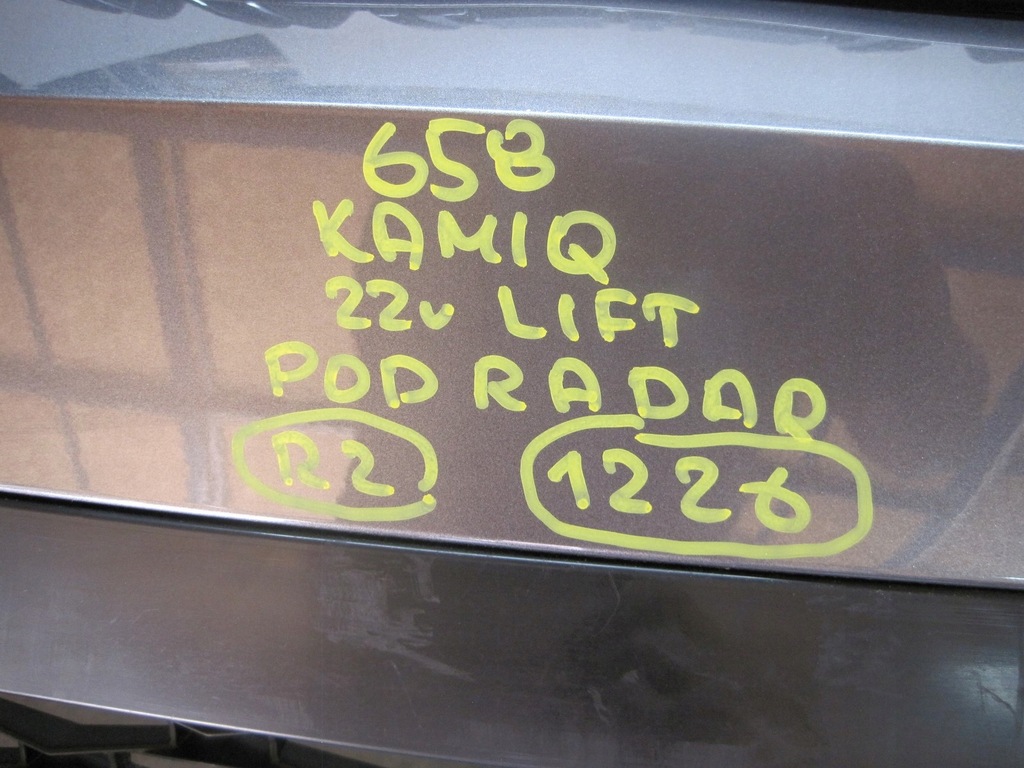 658
KAMIQ
22v LIFT
POD RADAR
R2 1226